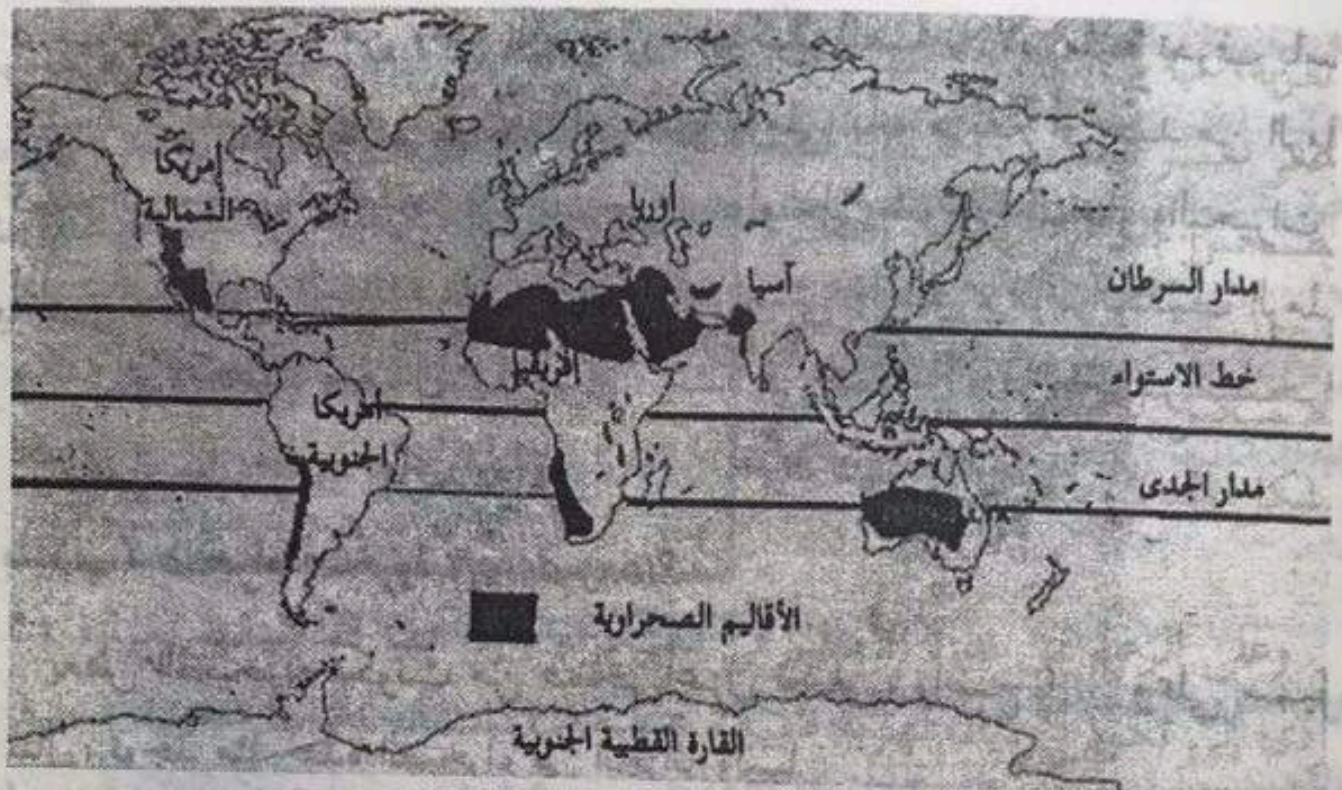 أمريكا
الشمالية
أوربا
آسيا
مدار السرطان
أفريقيا
خط الاستواء
أمريكا
الجنوبية
مدار الجدى
الأقاليم الصحراوية
القارة القطبية الجنوبية